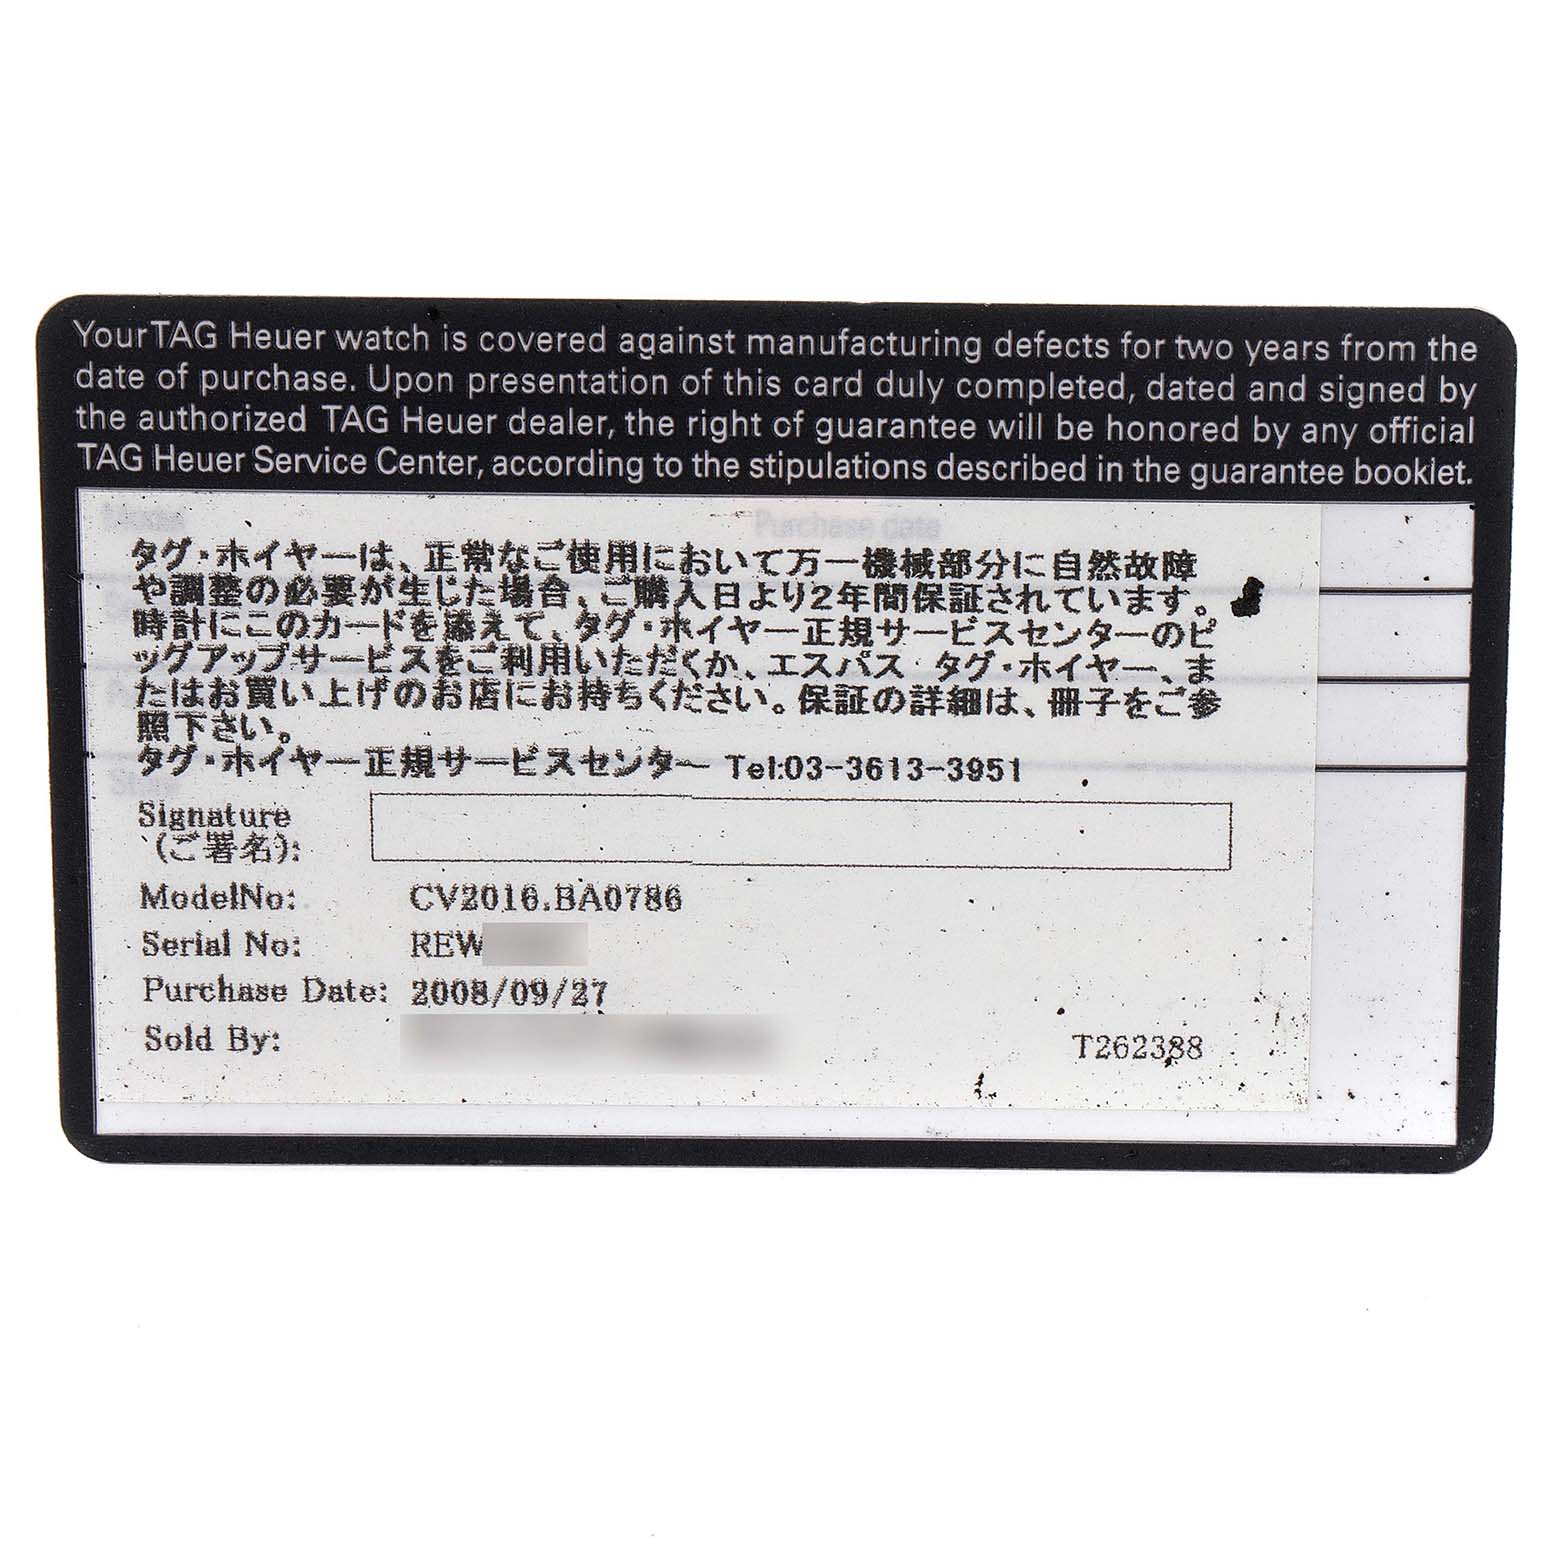 Your TAG Heuer watch is covered against manufacturing defects for two years from the
date of purchase. Upon presentation of this card duly completed, dated and signed by
the authorized TAG Heuer dealer, the right of guarantee will be honored by any official
TAG Heuer Service Center, according to the stipulations described in the guarantee booklet.
Model Purchase date
タグ・ホイヤーは、正常なご使用において万一機械部分に自然故障
や調整の必要が生じた場合、ご購入日より2年間保証されています。
時計にこのカードを添えて、タグ・ホイヤー正規サービスセンターのピ
ックアップサービスをご利用いただくか、エスパス タグ・ホイヤー、ま
たはお買い上げのお店にお持ちください。保証の詳細は、冊子をご参
照下さい。
タグ・ホイヤー正規サービスセンター Tel:03-3613-3951
Signature
(ご署名):
ModelNo: CV2016.BA0786
Serial No: REW
Purchase Date: 2008/09/27
Sold By: T262388